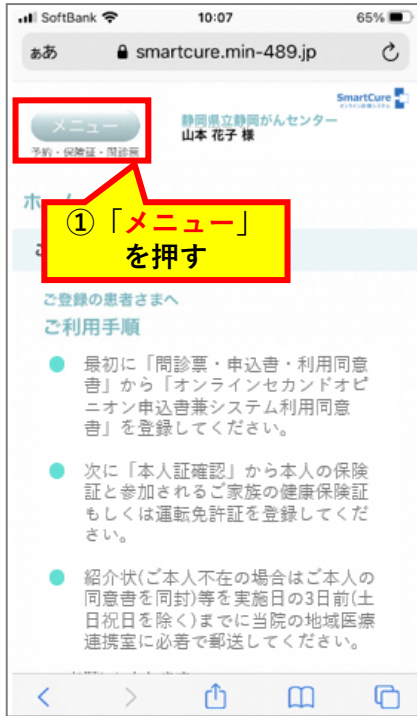 SoftBank 10:07 65%
ぁあ smartcure.min-489.jp
SmartCure
メニュー
静岡県立静岡がんセンター
山本 花子 様
予約・保険証・問診票
①「メニュー」
を押す
ご登録の患者さまへ
ご利用手順
最初に「問診票・申込書・利用同意
書」から「オンラインセカンドオピ
ニオン申込書兼システム利用同意
書」を登録してください。
次に「本人証確認」から本人の保険
証と参加されるご家族の健康保険証
もしくは運転免許証を登録してくだ
さい。
紹介状(ご本人不在の場合はご本人の
同意書を同封)等を実施日の3日前(土
日祝日を除く)までに当院の地域医療
連携室に必着で郵送してください。